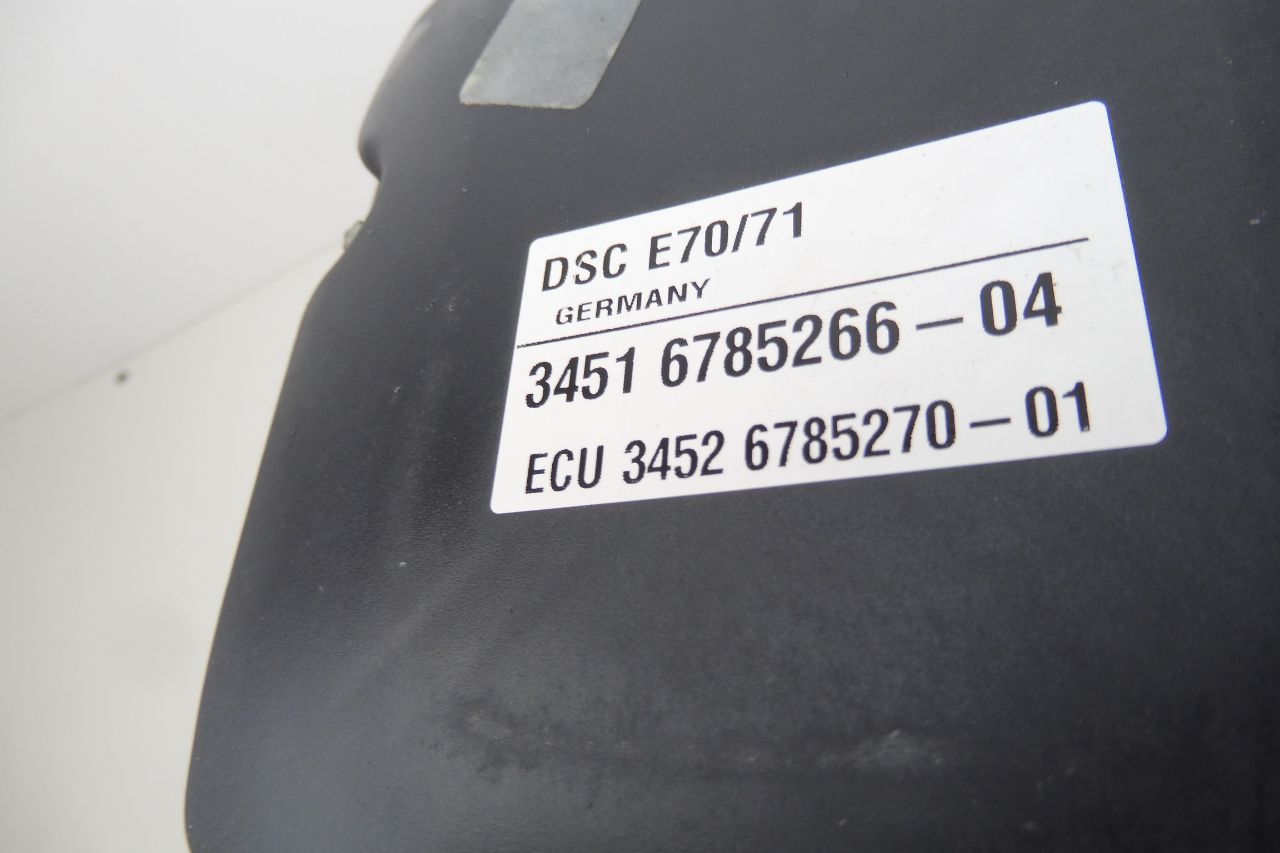 DSC E70/71
GERMANY
3451 6785266–04
ECU 3452 6785270–01